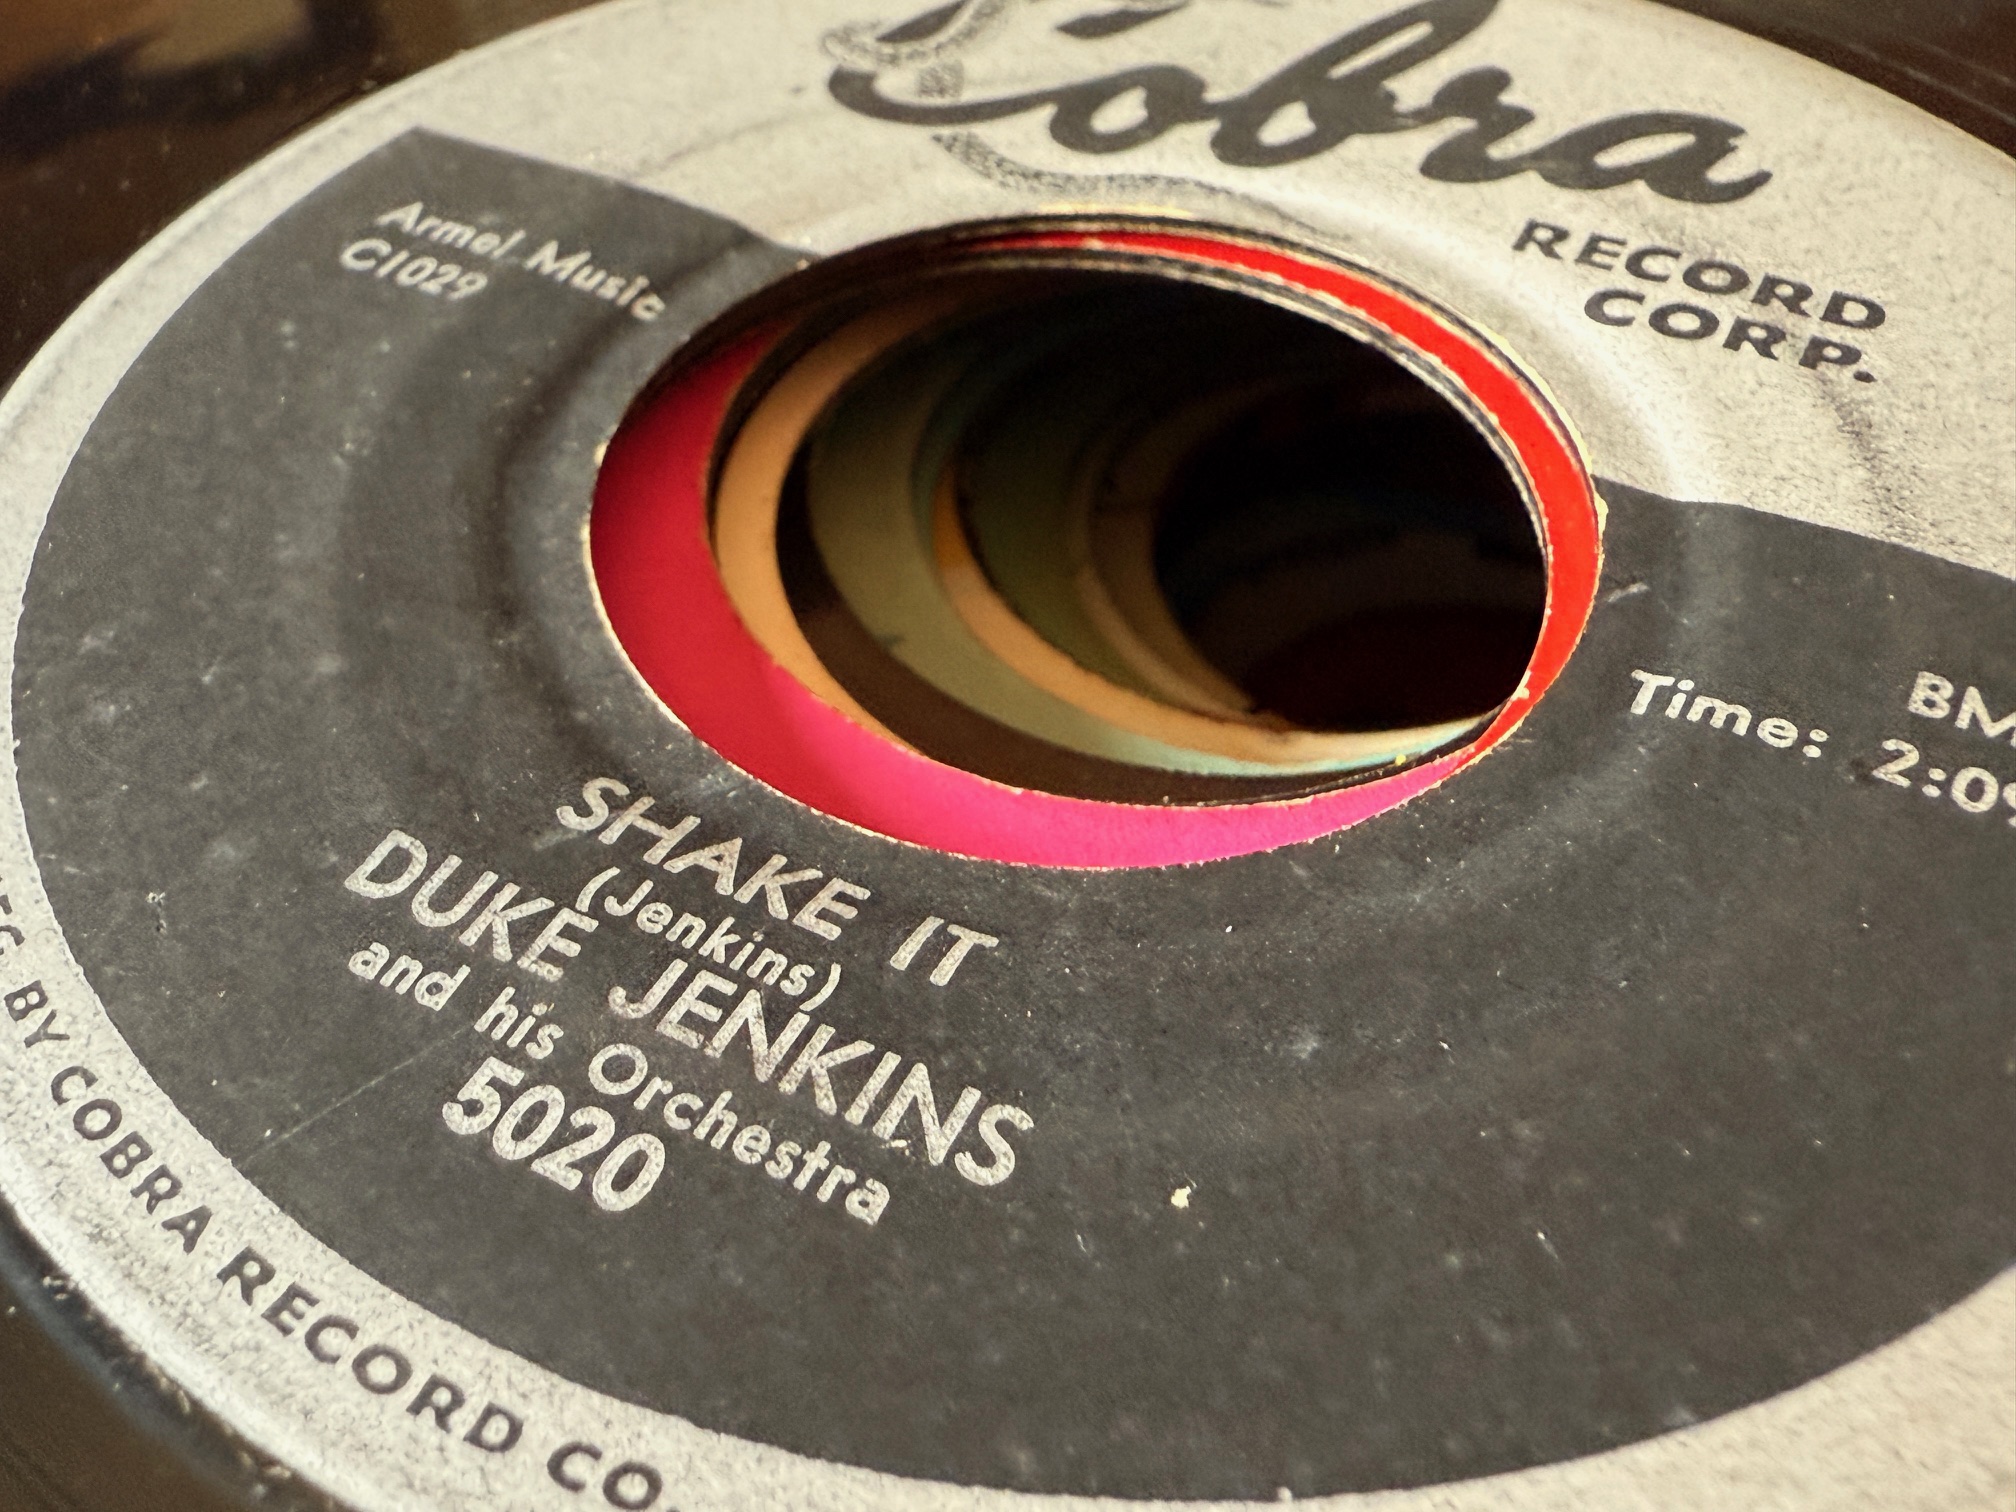 Cobra
RECORD
CORP.
Armel Music
C1029
BM
Time: 2:09
SHAKE IT
(Jenkins)
DUKE JENKINS
and his Orchestra
5020
BY COBRA RECORD CO